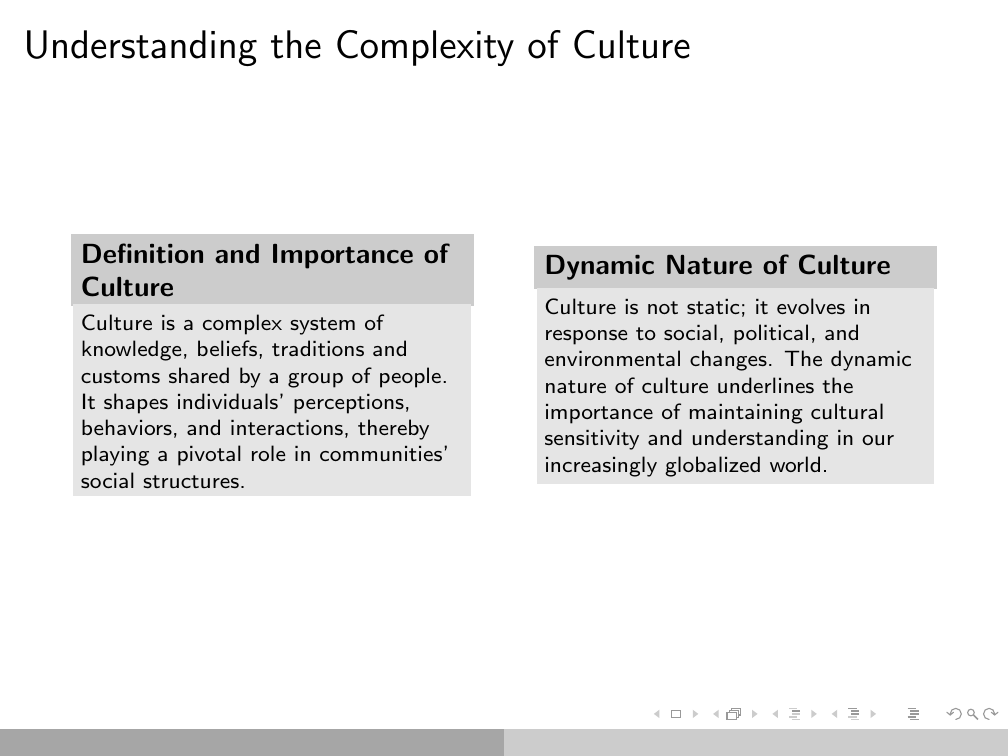 Understanding the Complexity of Culture
Definition and Importance of
Culture
Culture is a complex system of
knowledge, beliefs, traditions and
customs shared by a group of people.
It shapes individuals' perceptions,
behaviors, and interactions, thereby
playing a pivotal role in communities'
social structures.
Dynamic Nature of Culture
Culture is not static; it evolves in
response to social, political, and
environmental changes. The dynamic
nature of culture underlines the
importance of maintaining cultural
sensitivity and understanding in our
increasingly globalized world.